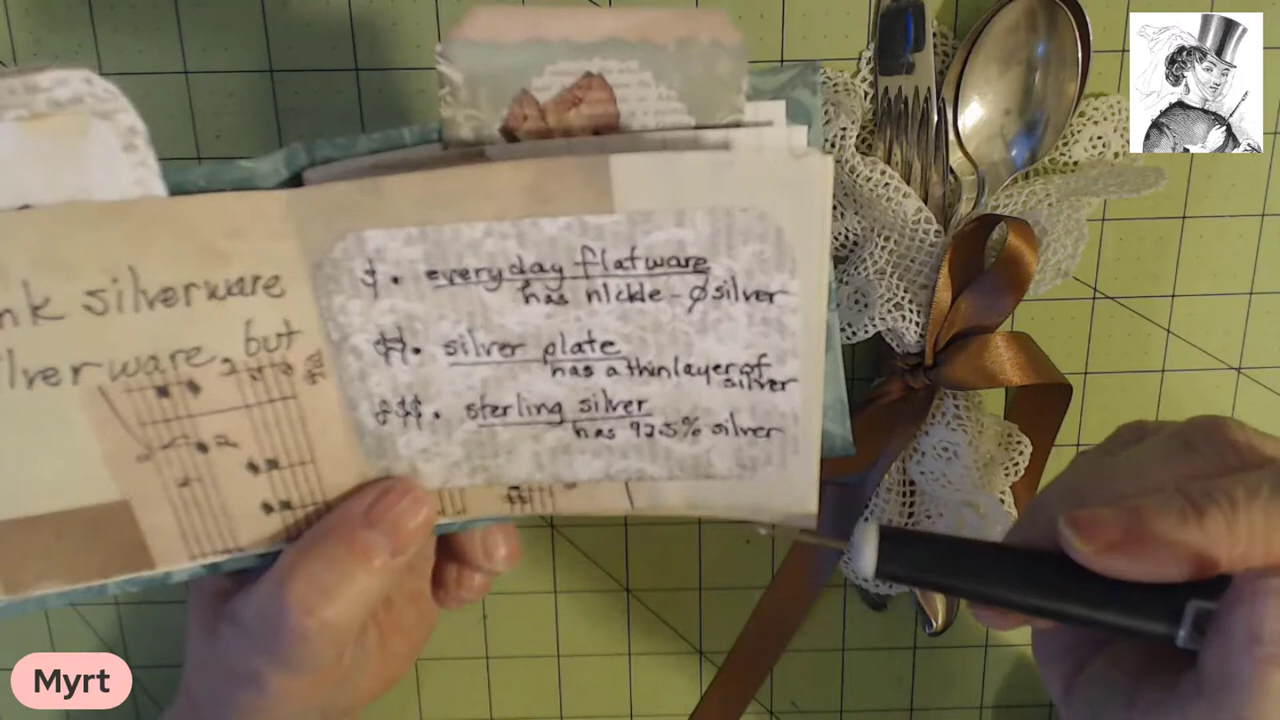 nk silverware
lverware, but
$. everyday flatware
has nickle - Ø silver
$$. silver plate
has a thin layer of
silver
$$$. sterling silver
has 92.5% silver
Myrt